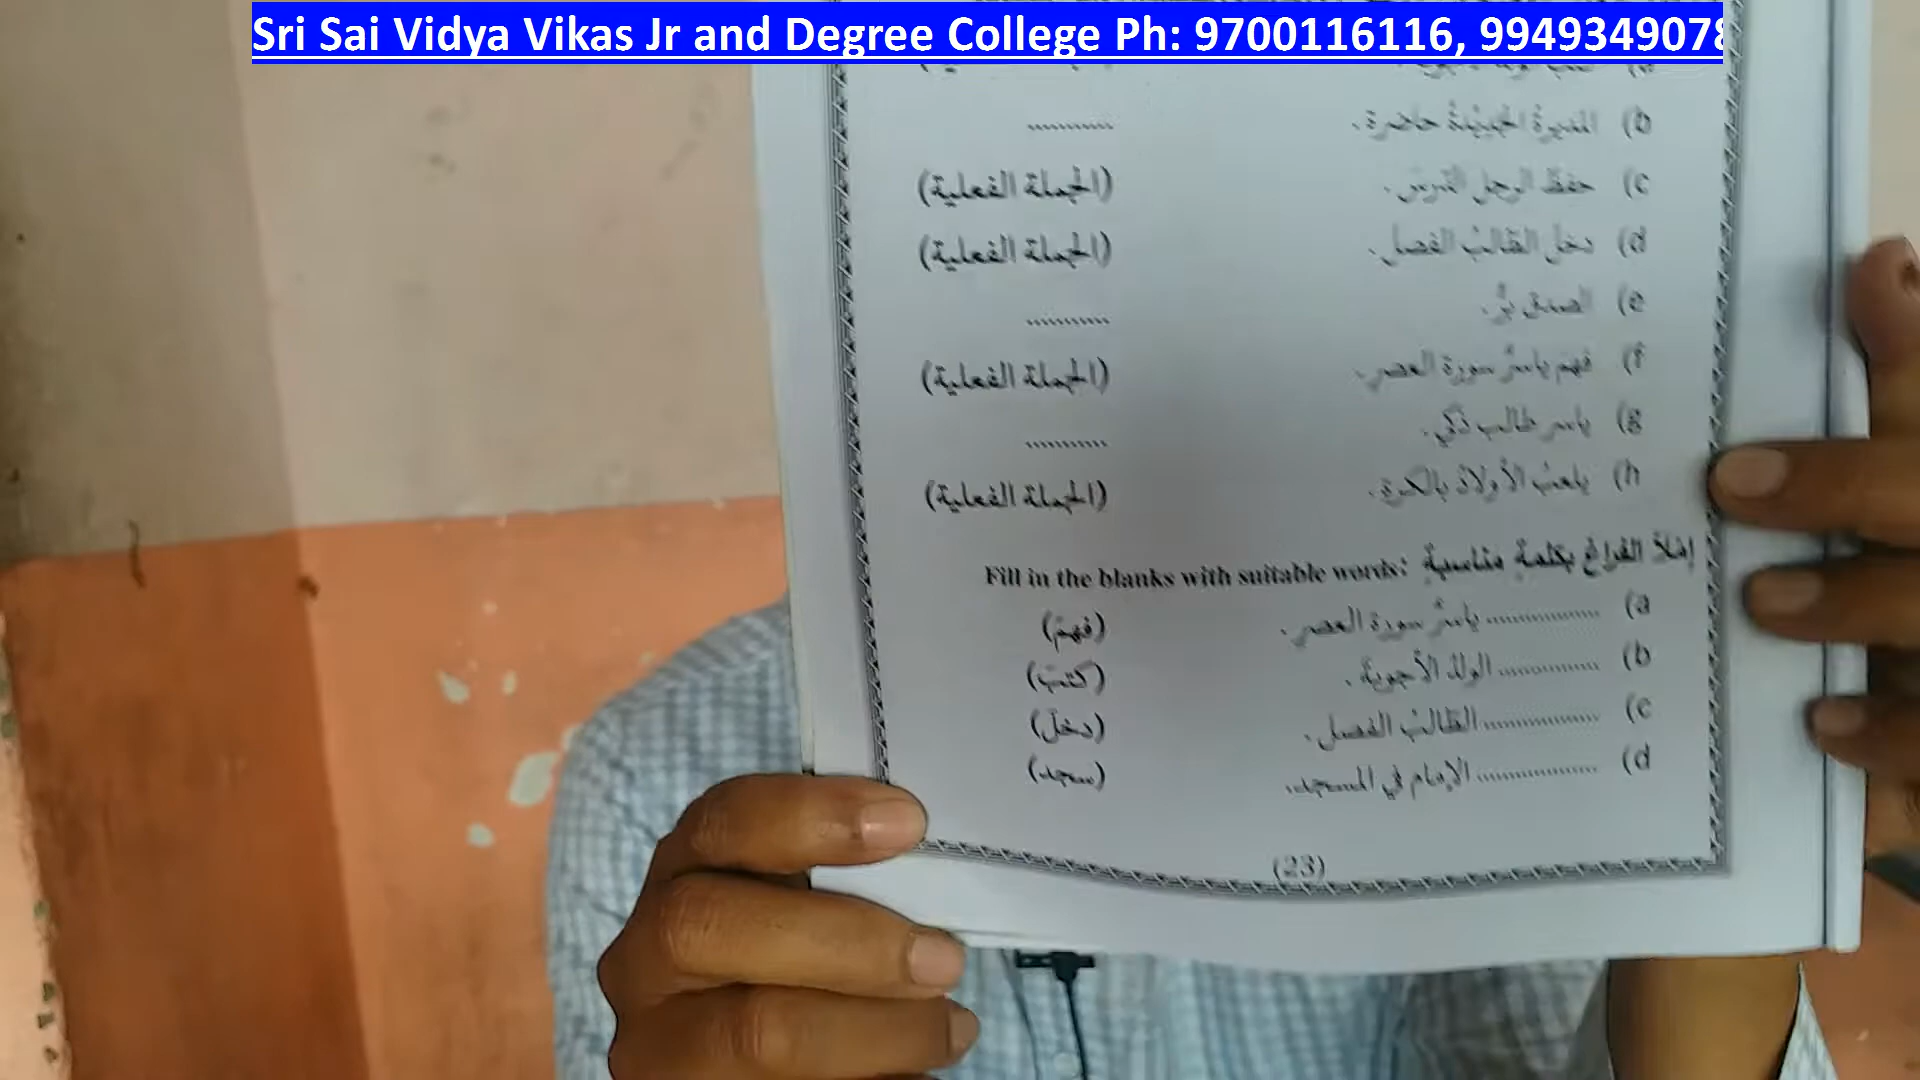 Sri Sai Vidya Vikas Jr and Degree College Ph: 9700116116, 9949349078
b) المديرة الجديدة حاضرة. ...........
c) حفظ الرجل الدرس. (الجملة الفعلية)
d) دخل الطالب الفصل. (الجملة الفعلية)
e) الصدق برٌّ. ...........
f) فهم ياسرٌ سورة العصر. (الجملة الفعلية)
g) ياسر طالب ذكي. ...........
h) يلعبُ الأولادُ بالكرة. (الجملة الفعلية)
إملأ الفراغ بكلمة مناسبة: Fill in the blanks with suitable words:
a) ................ ياسرٌ سورة العصر. (فهمَ)
b) ................ الولد الأجوبة. (كتبَ)
c) ................ الطالبُ الفصل. (دخلَ)
d) ................ الإمام في المسجد. (سجد)
(23)